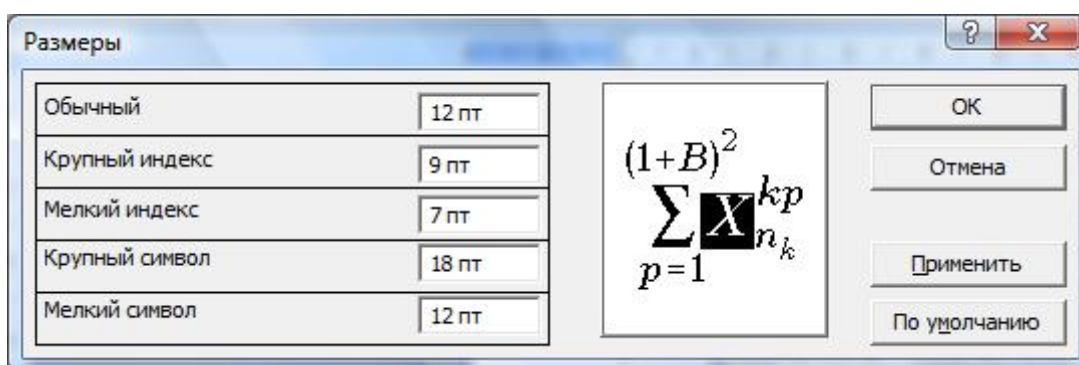 Размеры
Обычный 12 пт
Крупный индекс 9 пт
Мелкий индекс 7 пт
Крупный символ 18 пт
Мелкий символ 12 пт
(1+B)²
∑ X kp n_k
p=1
ОК
Отмена
Применить
По умолчанию